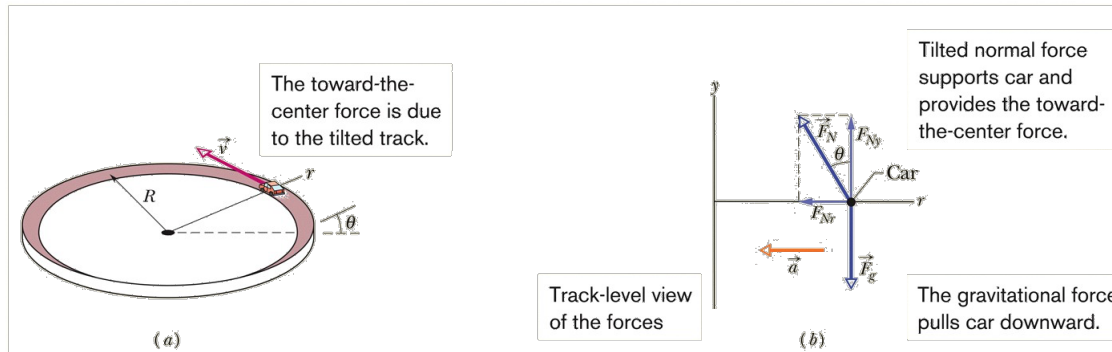 The toward-the-
center force is due
to the tilted track.
v
r
R
θ
(a)
Tilted normal force
supports car and
provides the toward-
the-center force.
y
F_N
F_Ny
θ
Car
F_Nr
r
a
F_g
Track-level view
of the forces
The gravitational force
pulls car downward.
(b)